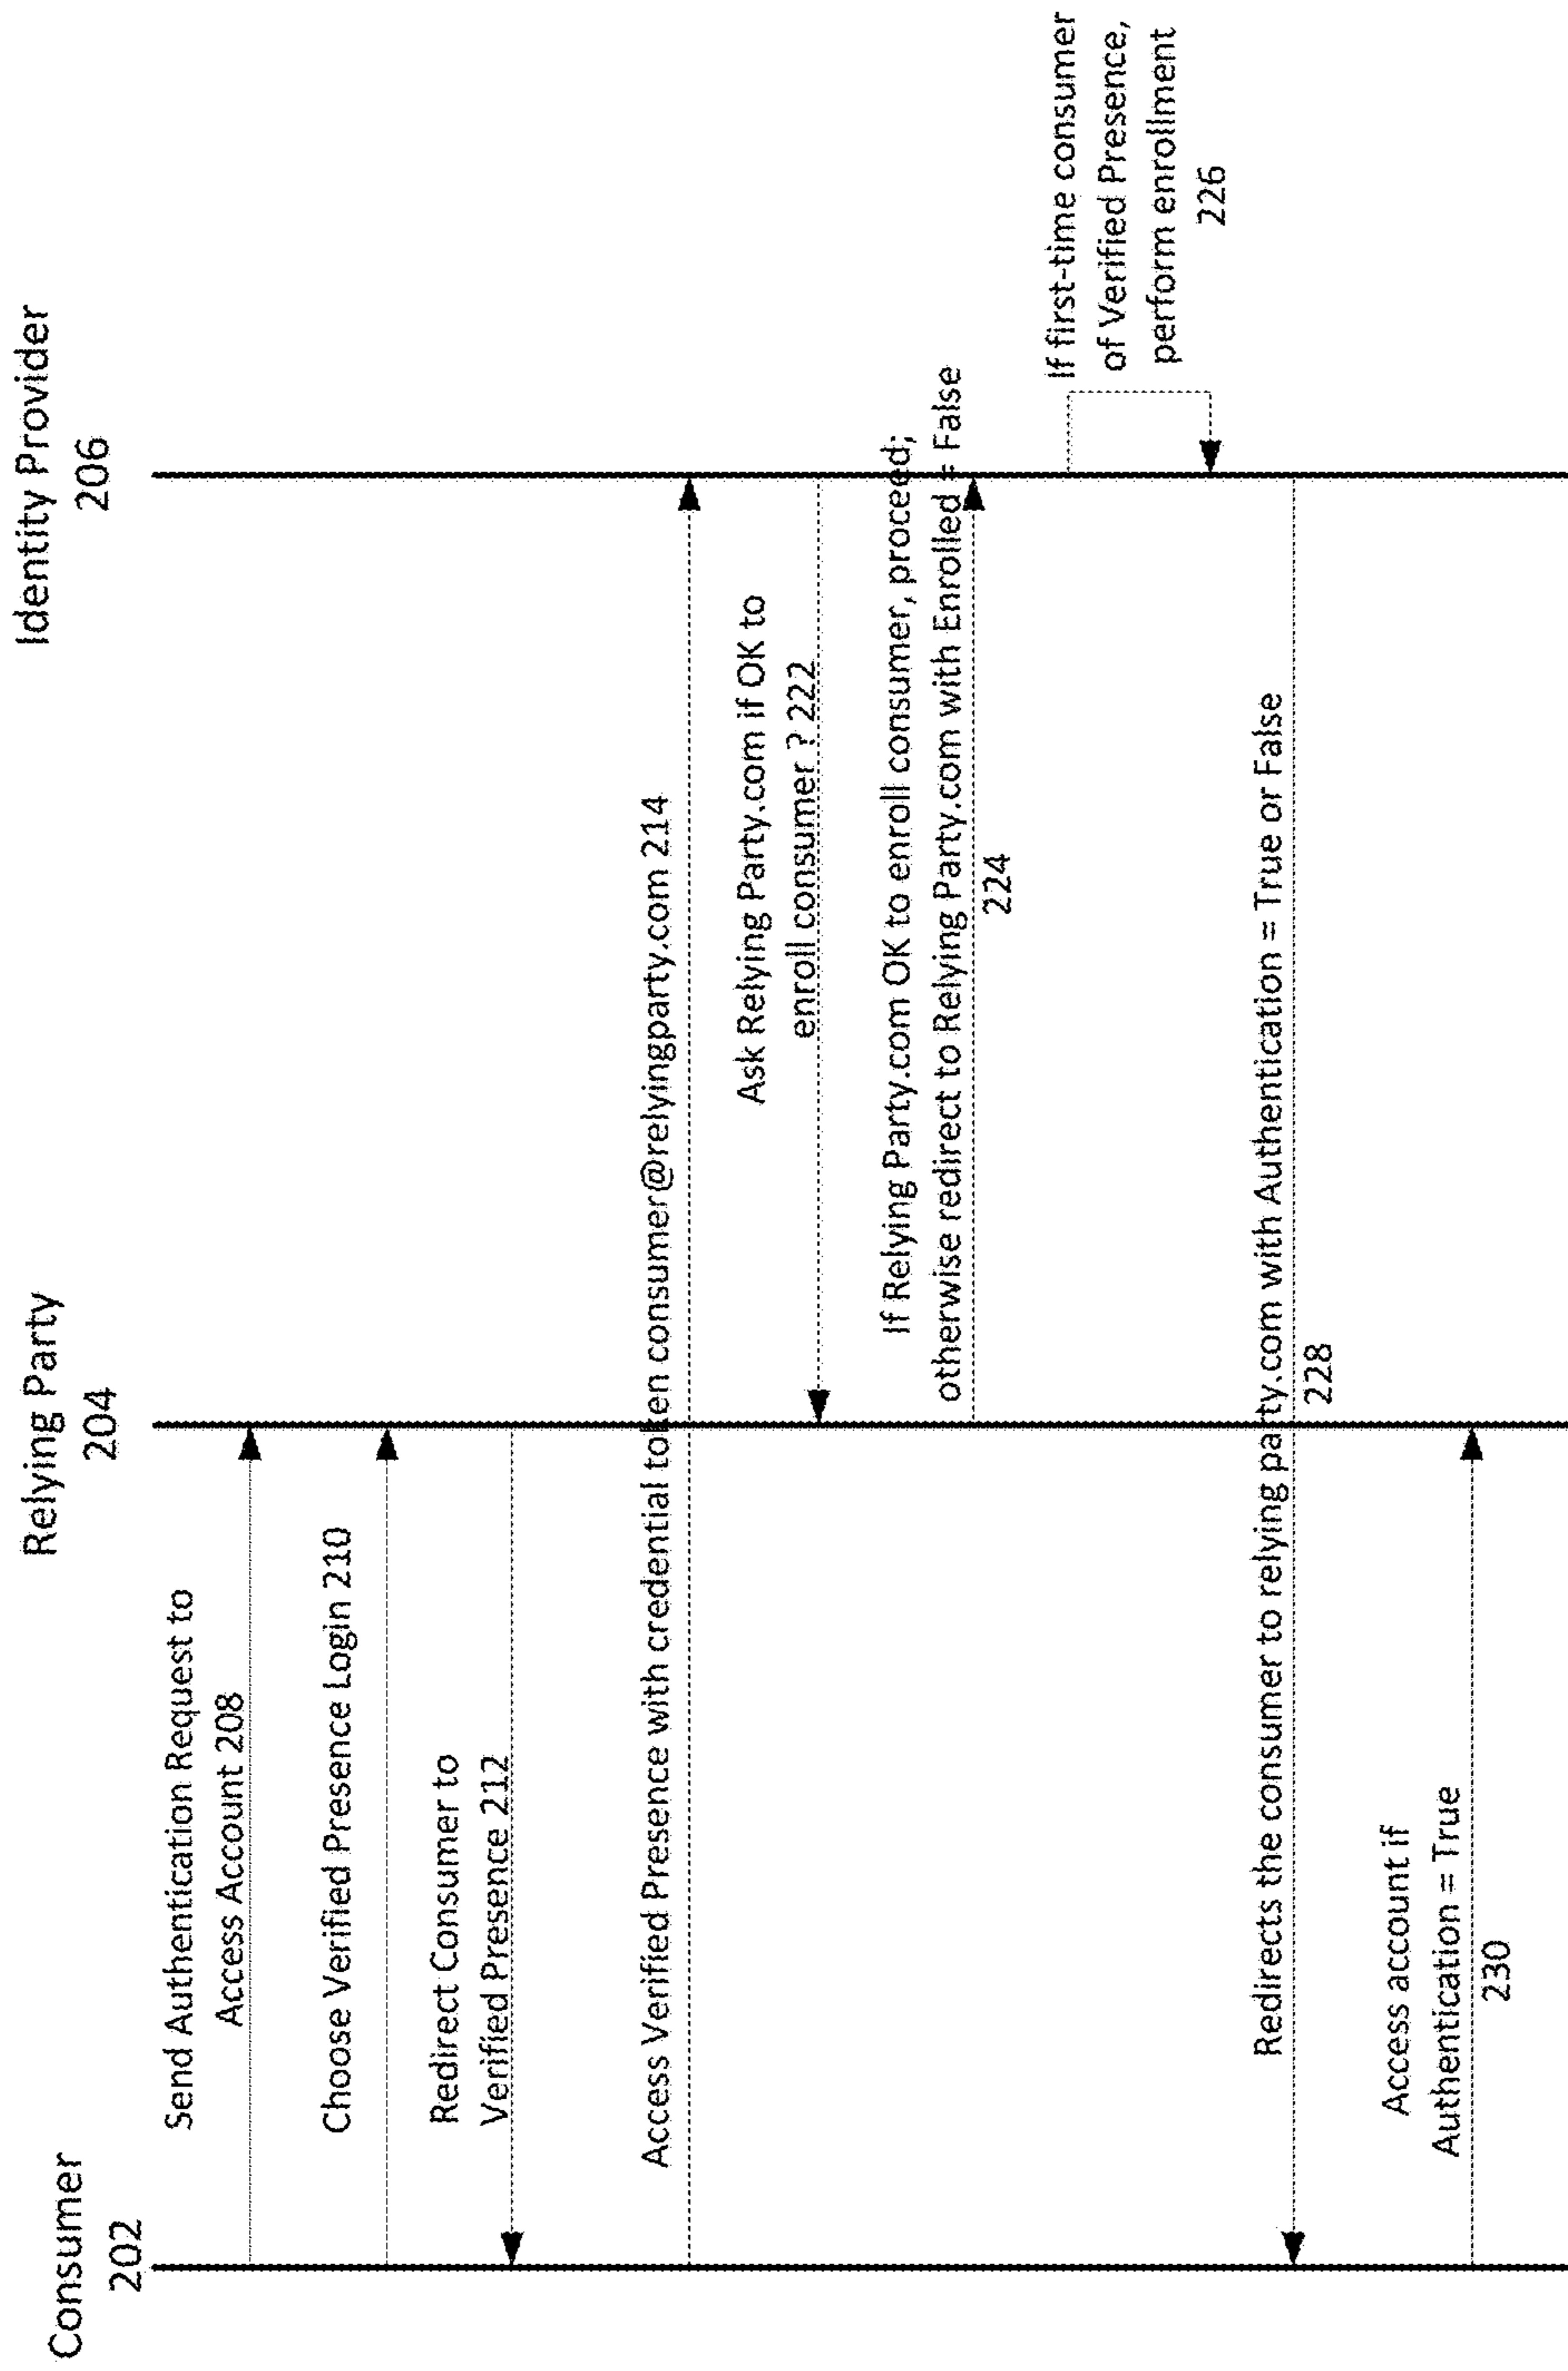 Consumer
202
Relying Party
204
Identity Provider
206
Send Authentication Request to
Access Account 208
Choose Verified Presence Login 210
Redirect Consumer to
Verified Presence 212
Access Verified Presence with credential token consumer@relyingparty.com 214
Ask Relying Party.com if OK to
enroll consumer ? 222
If Relying Party.com OK to enroll consumer, proceed;
otherwise redirect to Relying Party.com with Enrolled = False
224
If first-time consumer
of Verified Presence,
perform enrollment
226
Redirects the consumer to relying party.com with Authentication = True or False
228
Access account if
Authentication = True
230